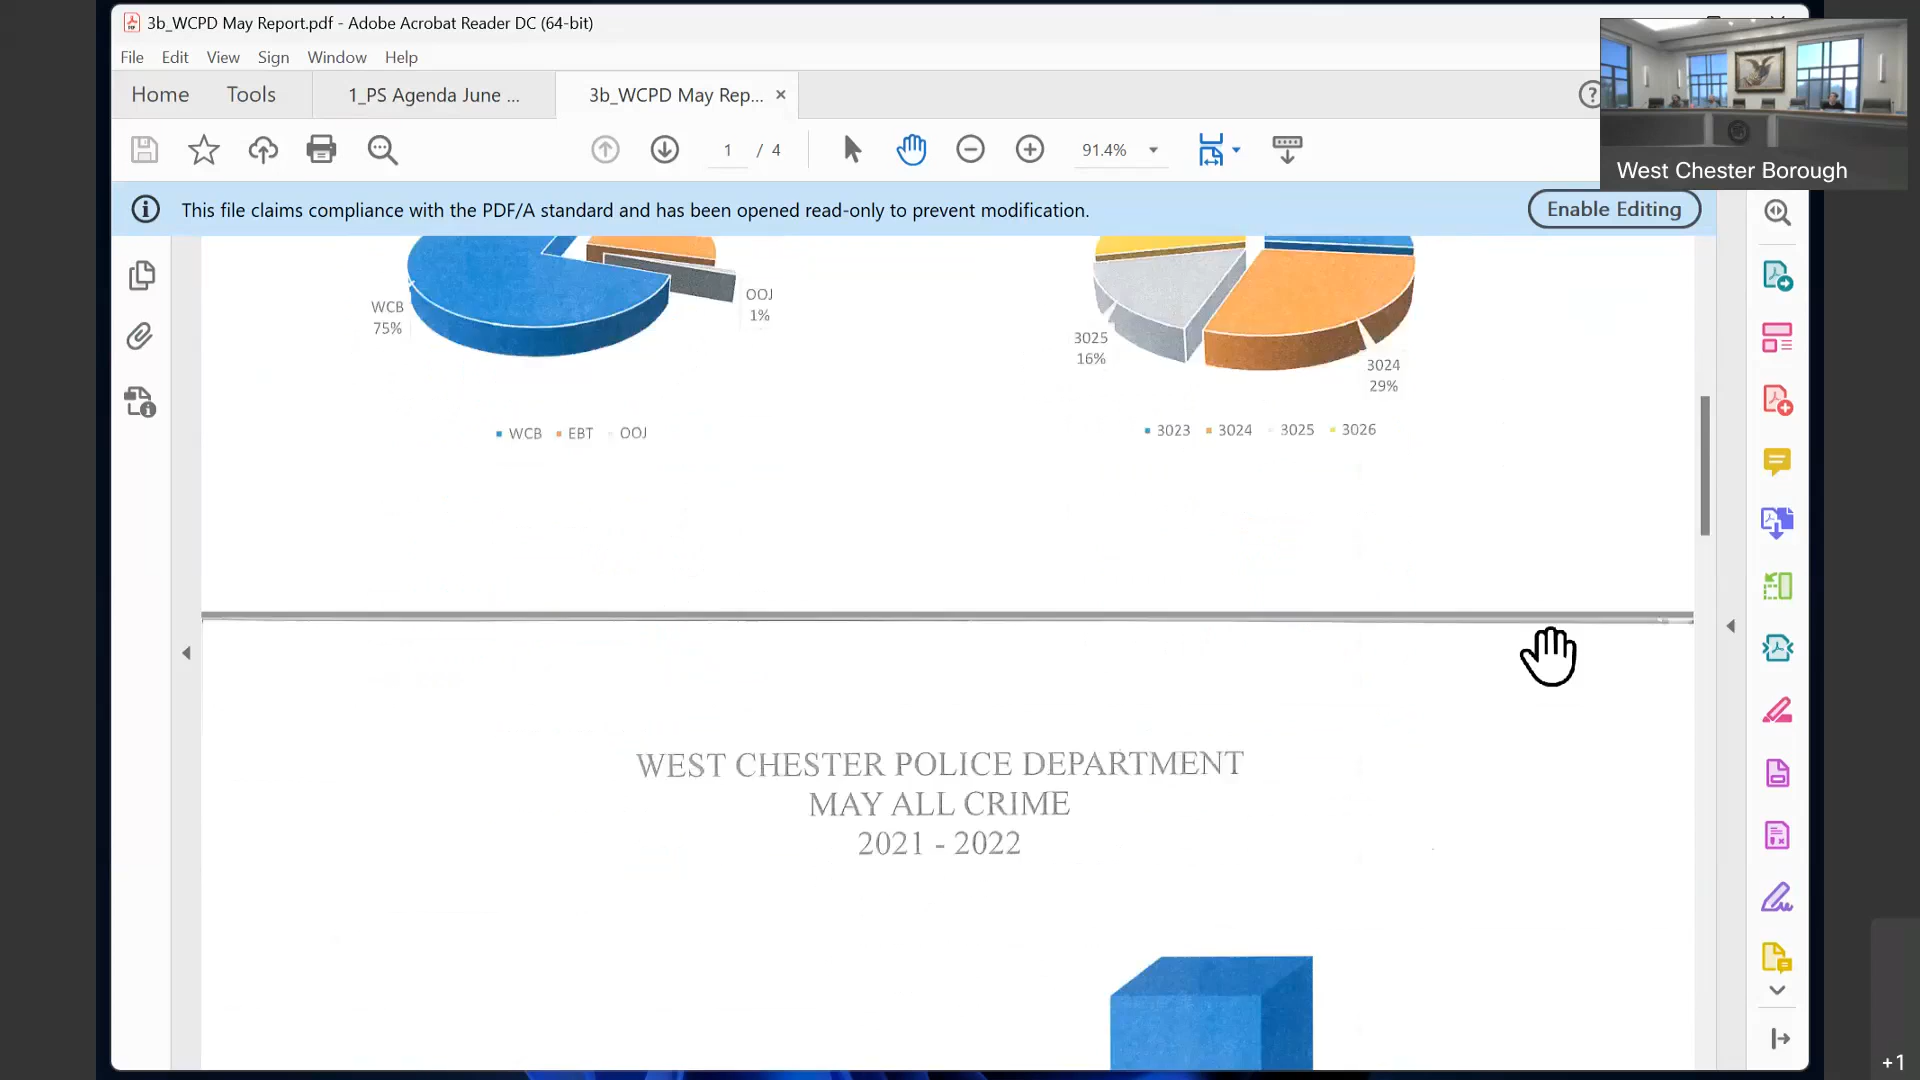 3b_WCPD May Report.pdf - Adobe Acrobat Reader DC (64-bit)
File Edit View Sign Window Help
Home Tools 1_PS Agenda June ... 3b_WCPD May Rep...
1 / 4 91.4%
West Chester Borough
This file claims compliance with the PDF/A standard and has been opened read-only to prevent modification.
Enable Editing
WCB
75%
OOJ
1%
3025
16%
3024
29%
WCB EBT OOJ
3023 3024 3025 3026
WEST CHESTER POLICE DEPARTMENT
MAY ALL CRIME
2021 - 2022
+1